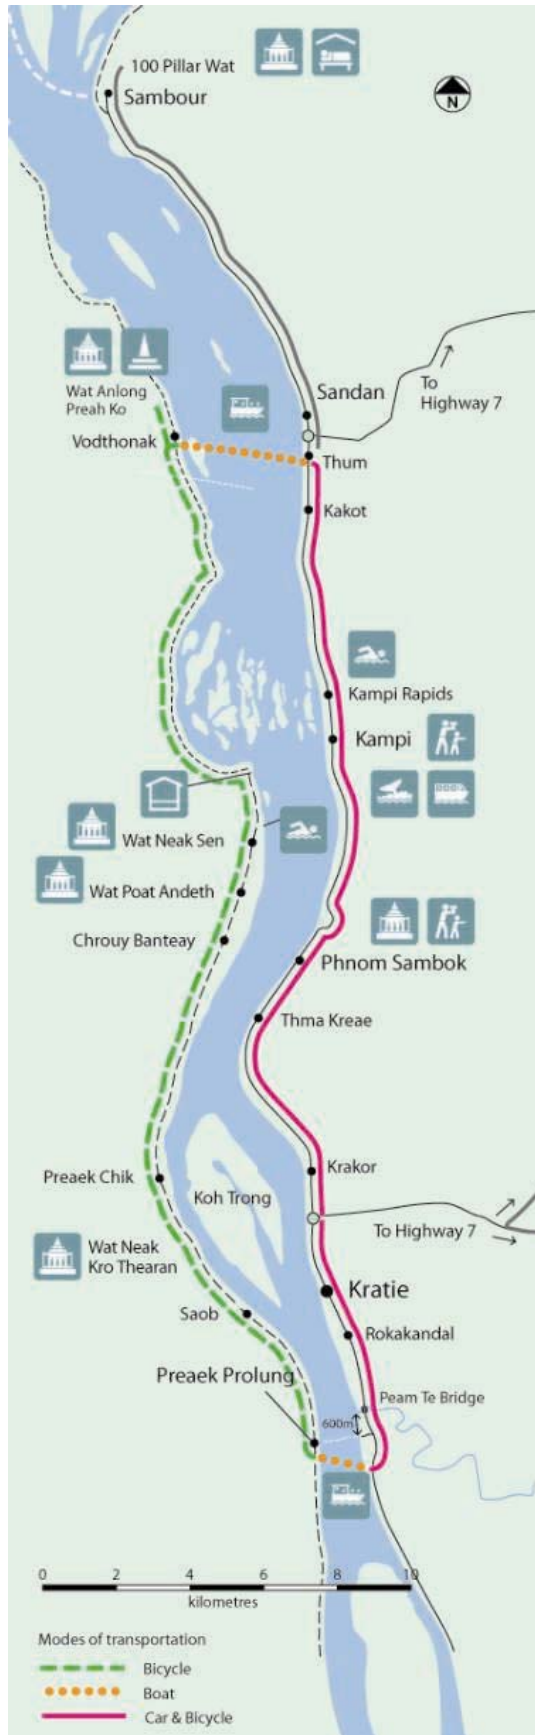 100 Pillar Wat
Sambour
N
Sandan
To
Highway 7
Wat Anlong
Preah Ko
Vodthonak
Thum
Kakot
Kampi Rapids
Kampi
Wat Neak Sen
Wat Poat Andeth
Chrouy Banteay
Phnom Sambok
Thma Kreae
Krakor
Preaek Chik
Koh Trong
To Highway 7
Wat Neak
Kro Thearan
Kratie
Saob
Rokakandal
Preaek Prolung
Peam Te Bridge
600m
0 2 4 6 8 10
kilometres
Modes of transportation
Bicycle
Boat
Car & Bicycle